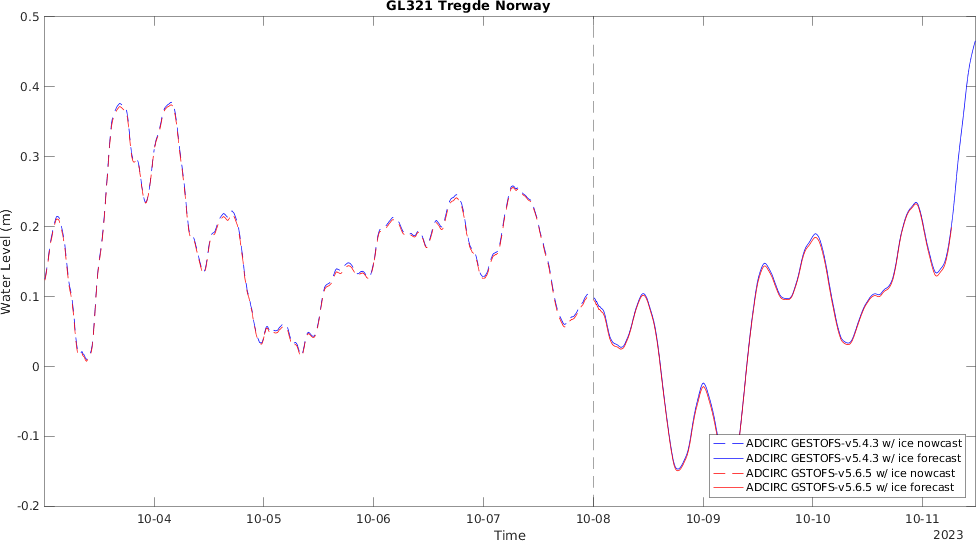 GL321 Tregde Norway
0.5
0.4
0.3
0.2
0.1
0
-0.1
-0.2
Water Level (m)
ADCIRC GESTOFS-v5.4.3 w/ ice nowcast
ADCIRC GESTOFS-v5.4.3 w/ ice forecast
ADCIRC GSTOFS-v5.6.5 w/ ice nowcast
ADCIRC GSTOFS-v5.6.5 w/ ice forecast
10-04 10-05 10-06 10-07 10-08 10-09 10-10 10-11
Time
2023